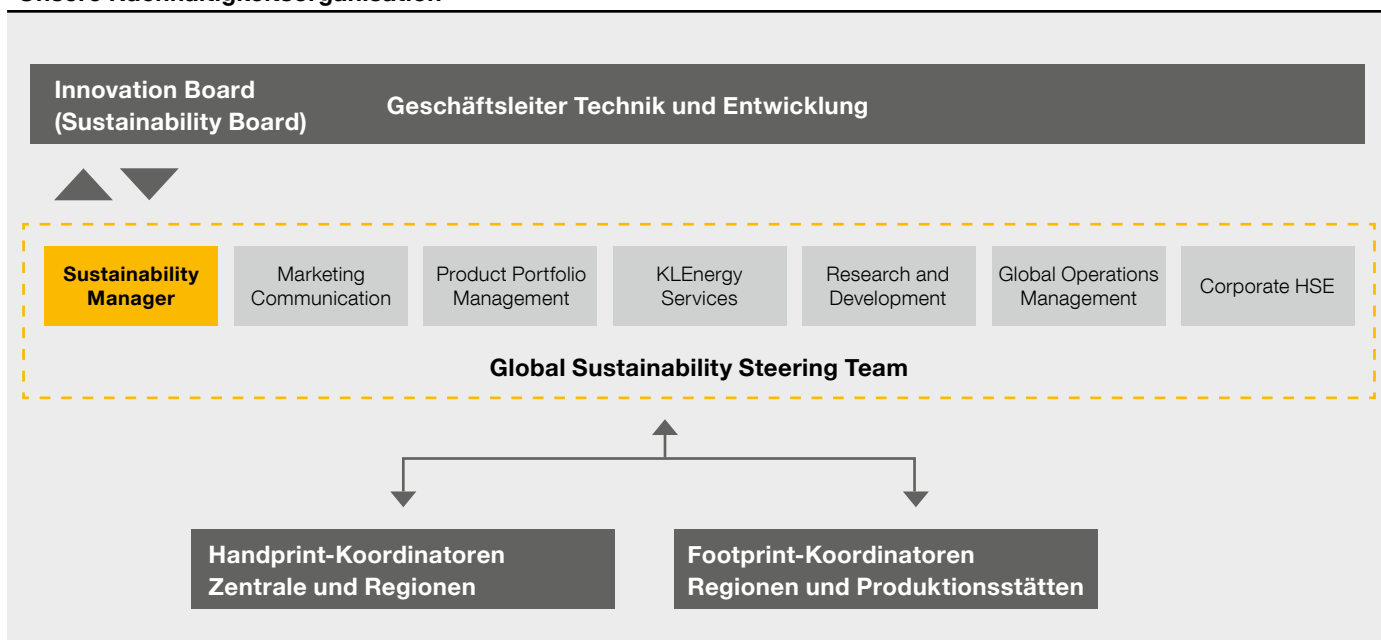 Unsere Nachhaltigkeitsorganisation
Innovation Board
(Sustainability Board)
Geschäftsleiter Technik und Entwicklung
Sustainability
Manager
Marketing
Communication
Product Portfolio
Management
KLEnergy
Services
Research and
Development
Global Operations
Management
Corporate HSE
Global Sustainability Steering Team
Handprint-Koordinatoren
Zentrale und Regionen
Footprint-Koordinatoren
Regionen und Produktionsstätten